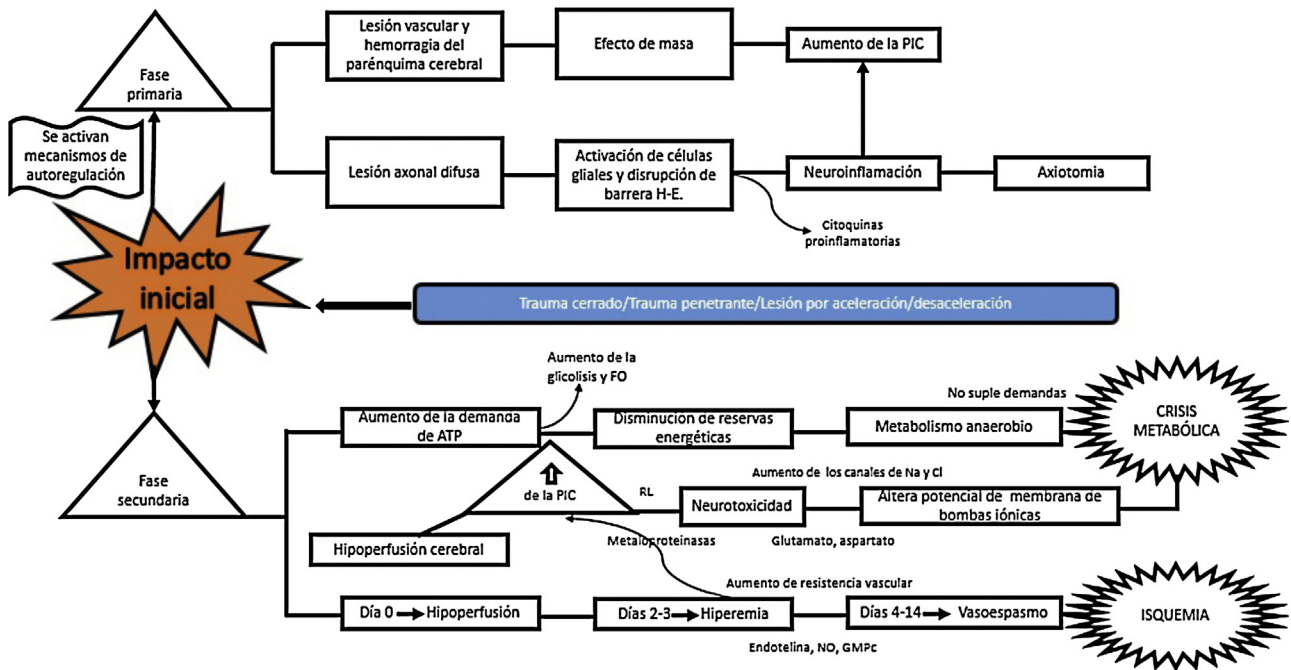 Fase
primaria
Lesión vascular y
hemorragia del
parénquima cerebral
Efecto de masa
Aumento de la PIC
Se activan
mecanismos de
autoregulación
Lesión axonal difusa
Activación de células
gliales y disrupción de
barrera H-E.
Neuroinflamación
Axiotomia
Citoquinas
proinflamatorias
Impacto
inicial
Trauma cerrado/Trauma penetrante/Lesión por aceleración/desaceleración
Fase
secundaria
Aumento de la
glicolisis y FO
Aumento de la demanda
de ATP
Disminución de reservas
energéticas
Metabolismo anaerobio
No suple demandas
CRISIS
METABÓLICA
de la PIC
Hipoperfusión cerebral
RL
Neurotoxicidad
Metaloproteinasas
Aumento de los canales de Na y Cl
Altera potencial de membrana de
bombas iónicas
Glutamato, aspartato
Día 0 → Hipoperfusión
Días 2-3 → Hiperemia
Aumento de resistencia vascular
Días 4-14 → Vasoespasmo
Endotelina, NO, GMPc
ISQUEMIA